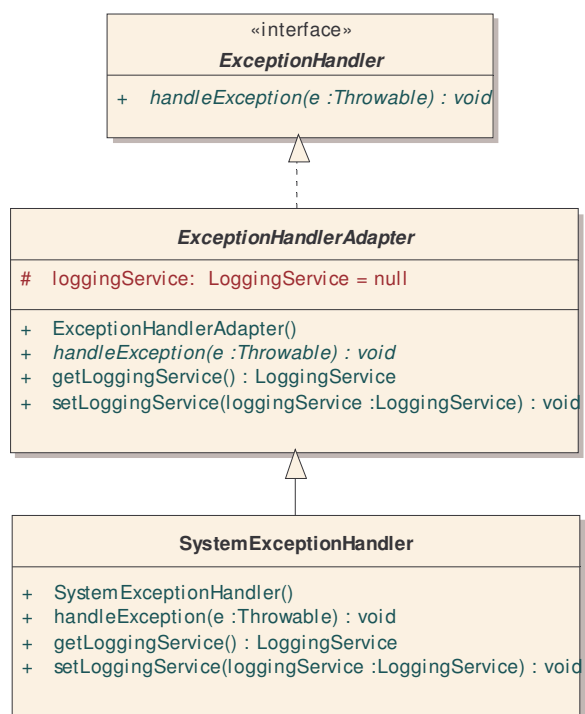 «interface»
ExceptionHandler
+ handleException(e :Throwable) : void
ExceptionHandlerAdapter
# loggingService: LoggingService = null
+ ExceptionHandlerAdapter()
+ handleException(e :Throwable) : void
+ getLoggingService() : LoggingService
+ setLoggingService(loggingService :LoggingService) : void
SystemExceptionHandler
+ SystemExceptionHandler()
+ handleException(e :Throwable) : void
+ getLoggingService() : LoggingService
+ setLoggingService(loggingService :LoggingService) : void